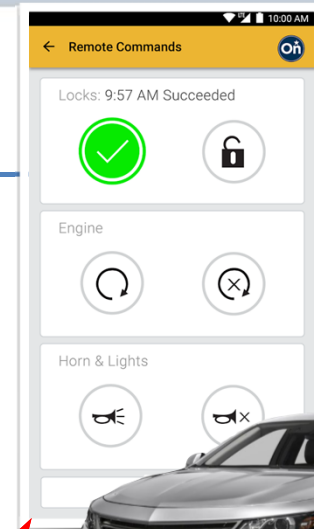 10:00 AM
← Remote Commands
On
Locks: 9:57 AM Succeeded
Engine
Horn & Lights